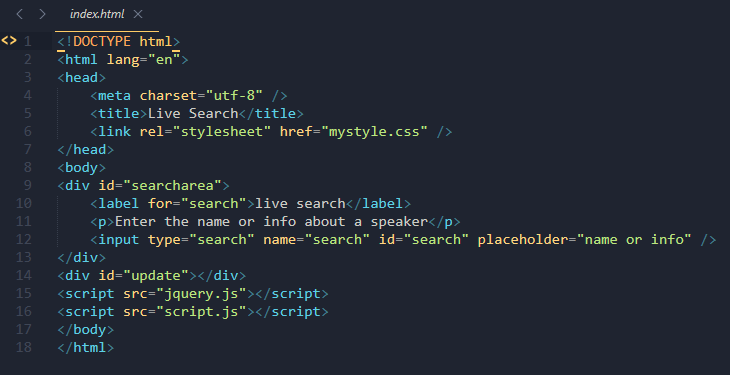 index.html
1 <!DOCTYPE html>
2 <html lang="en">
3 <head>
4     <meta charset="utf-8" />
5     <title>Live Search</title>
6     <link rel="stylesheet" href="mystyle.css" />
7 </head>
8 <body>
9 <div id="searcharea">
10     <label for="search">live search</label>
11     <p>Enter the name or info about a speaker</p>
12     <input type="search" name="search" id="search" placeholder="name or info" />
13 </div>
14 <div id="update"></div>
15 <script src="jquery.js"></script>
16 <script src="script.js"></script>
17 </body>
18 </html>